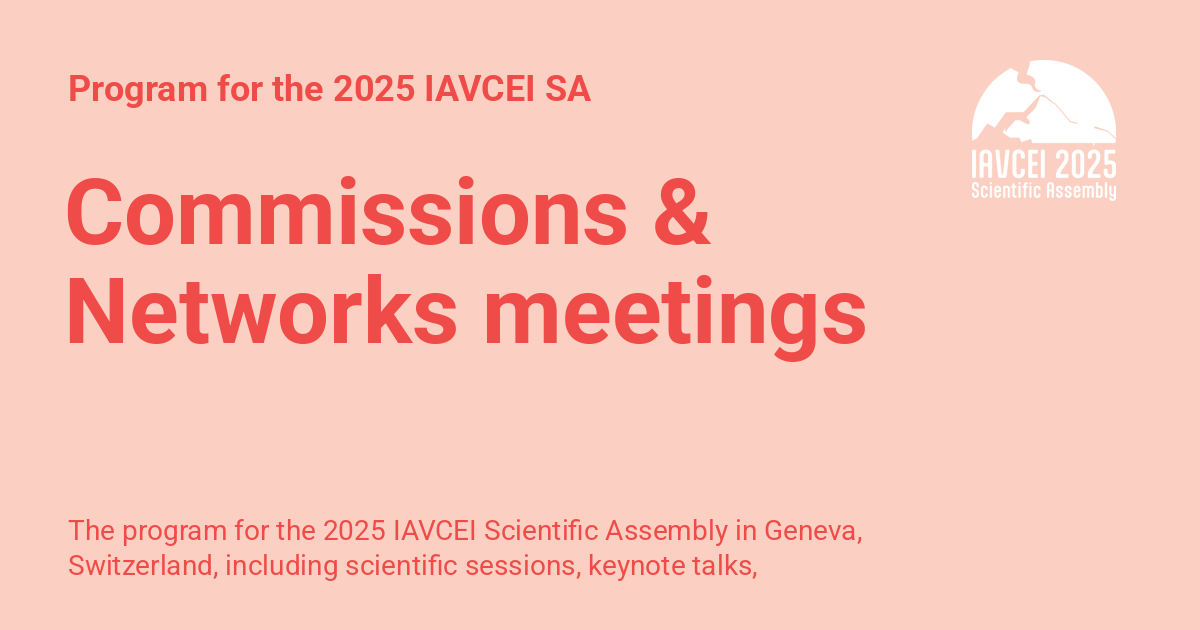 Program for the 2025 IAVCEI SA
IAVCEI 2025
Scientific Assembly
Commissions &
Networks meetings
The program for the 2025 IAVCEI Scientific Assembly in Geneva,
Switzerland, including scientific sessions, keynote talks,